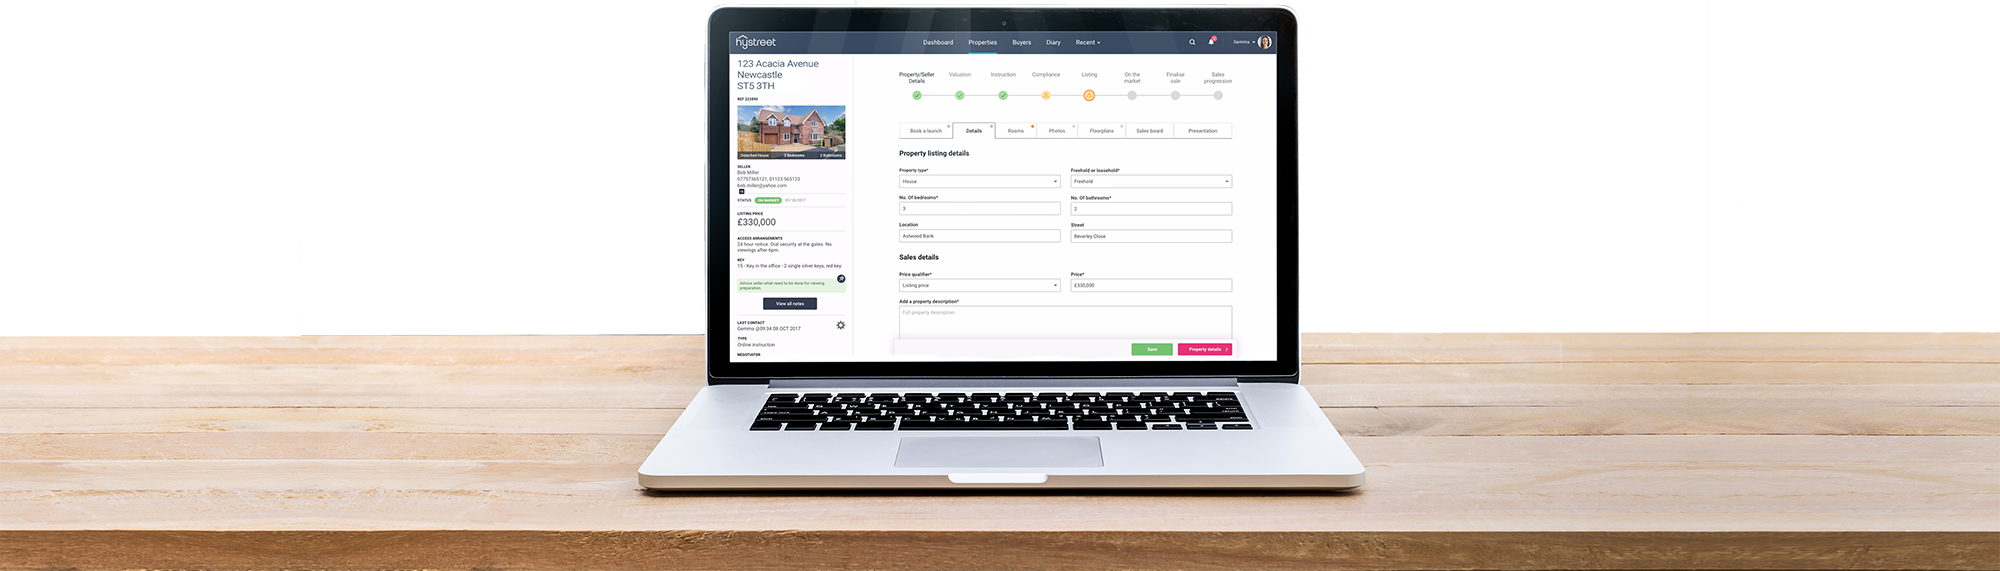 hystreet
Dashboard Properties Buyers Diary Recent
Gemma
123 Acacia Avenue
Newcastle
ST5 3TH
REF 223890
Detached House 3 Bedrooms 2 Bathrooms
SELLER
Bob Miller
07757365121, 01123 565123
bob.miller@yahoo.com
STATUS ON MARKET 01/10/2017
LISTING PRICE
£330,000
ACCESS ARRANGEMENTS
24 hour notice. Dial security at the gates. No
viewings after 6pm.
KEY
15 - Key in the office - 2 single silver keys, red key
Advice seller what need to be done for viewing
preparation.
View all notes
LAST CONTACT
Gemma @09:34 08 OCT 2017
TYPE
Online instruction
NEGOTIATOR
Property/Seller
Details
Valuation
Instruction
Compliance
Listing
On the
market
Finalise
sale
Sales
progression
Book a launch Details Rooms Photos Floorplans Sales board Presentation
Property listing details
Property type* Freehold or leasehold*
House Freehold
No. Of bedrooms* No. Of bathrooms*
3 2
Location Street
Astwood Bank Beverley Close
Sales details
Price qualifier* Price*
Listing price £330,000
Add a property description*
Full property description
Save Property details